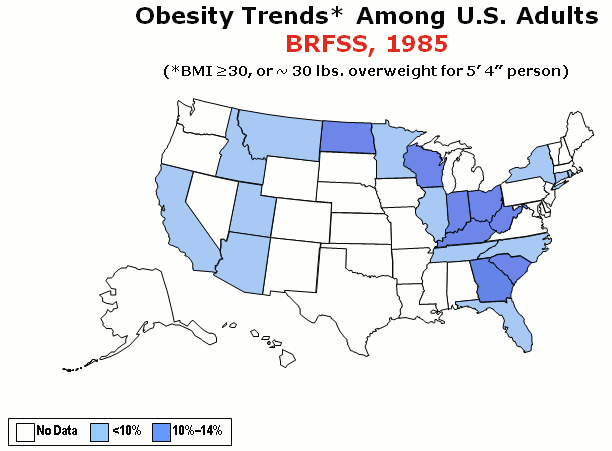 Obesity Trends* Among U.S. Adults
BRFSS, 1985
(*BMI ≥30, or ~ 30 lbs. overweight for 5’ 4” person)
No Data <10% 10%–14%